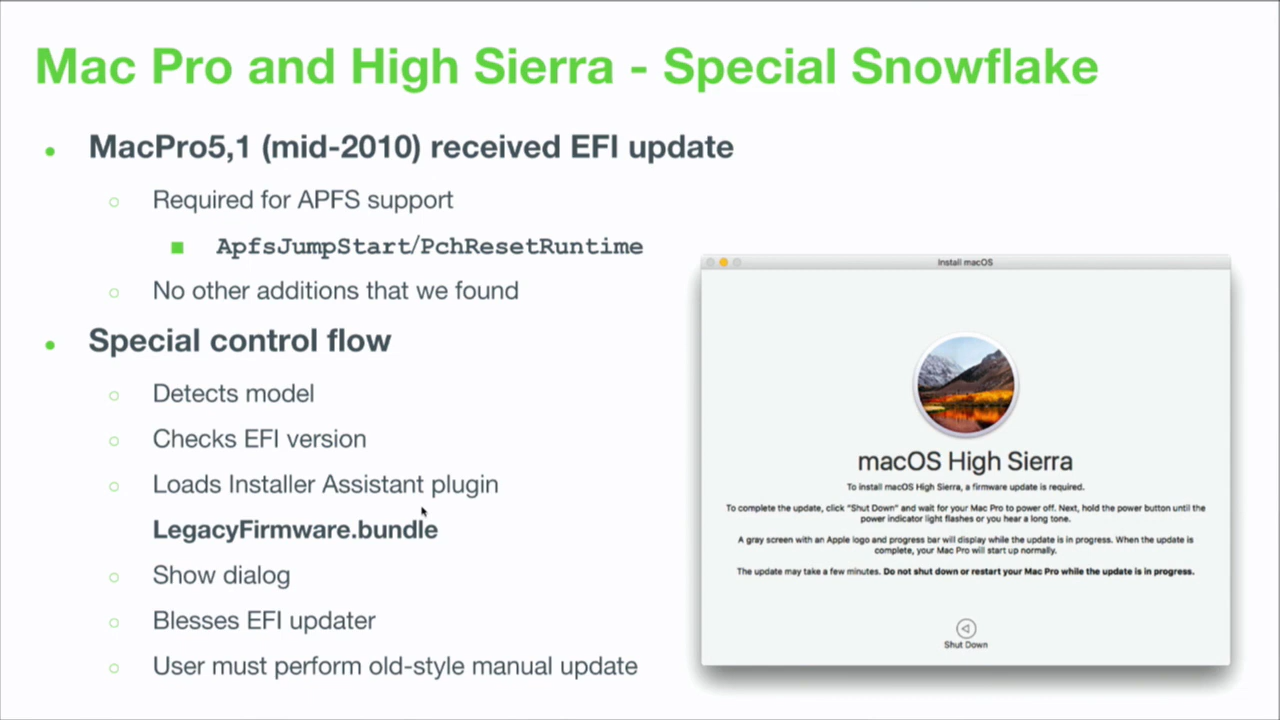 Mac Pro and High Sierra - Special Snowflake
MacPro5,1 (mid-2010) received EFI update
Required for APFS support
ApfsJumpStart/PchResetRuntime
No other additions that we found
Special control flow
Detects model
Checks EFI version
Loads Installer Assistant plugin
LegacyFirmware.bundle
Show dialog
Blesses EFI updater
User must perform old-style manual update
Install macOS
macOS High Sierra
To install macOS High Sierra, a firmware update is required.
To complete the update, click "Shut Down" and wait for your Mac Pro to power off. Next, hold the power button until the
power indicator light flashes or you hear a long tone.
A gray screen with an Apple logo and progress bar will display while the update is in progress. When the update is
complete, your Mac Pro will start up normally.
The update may take a few minutes. Do not shut down or restart your Mac Pro while the update is in progress.
Shut Down